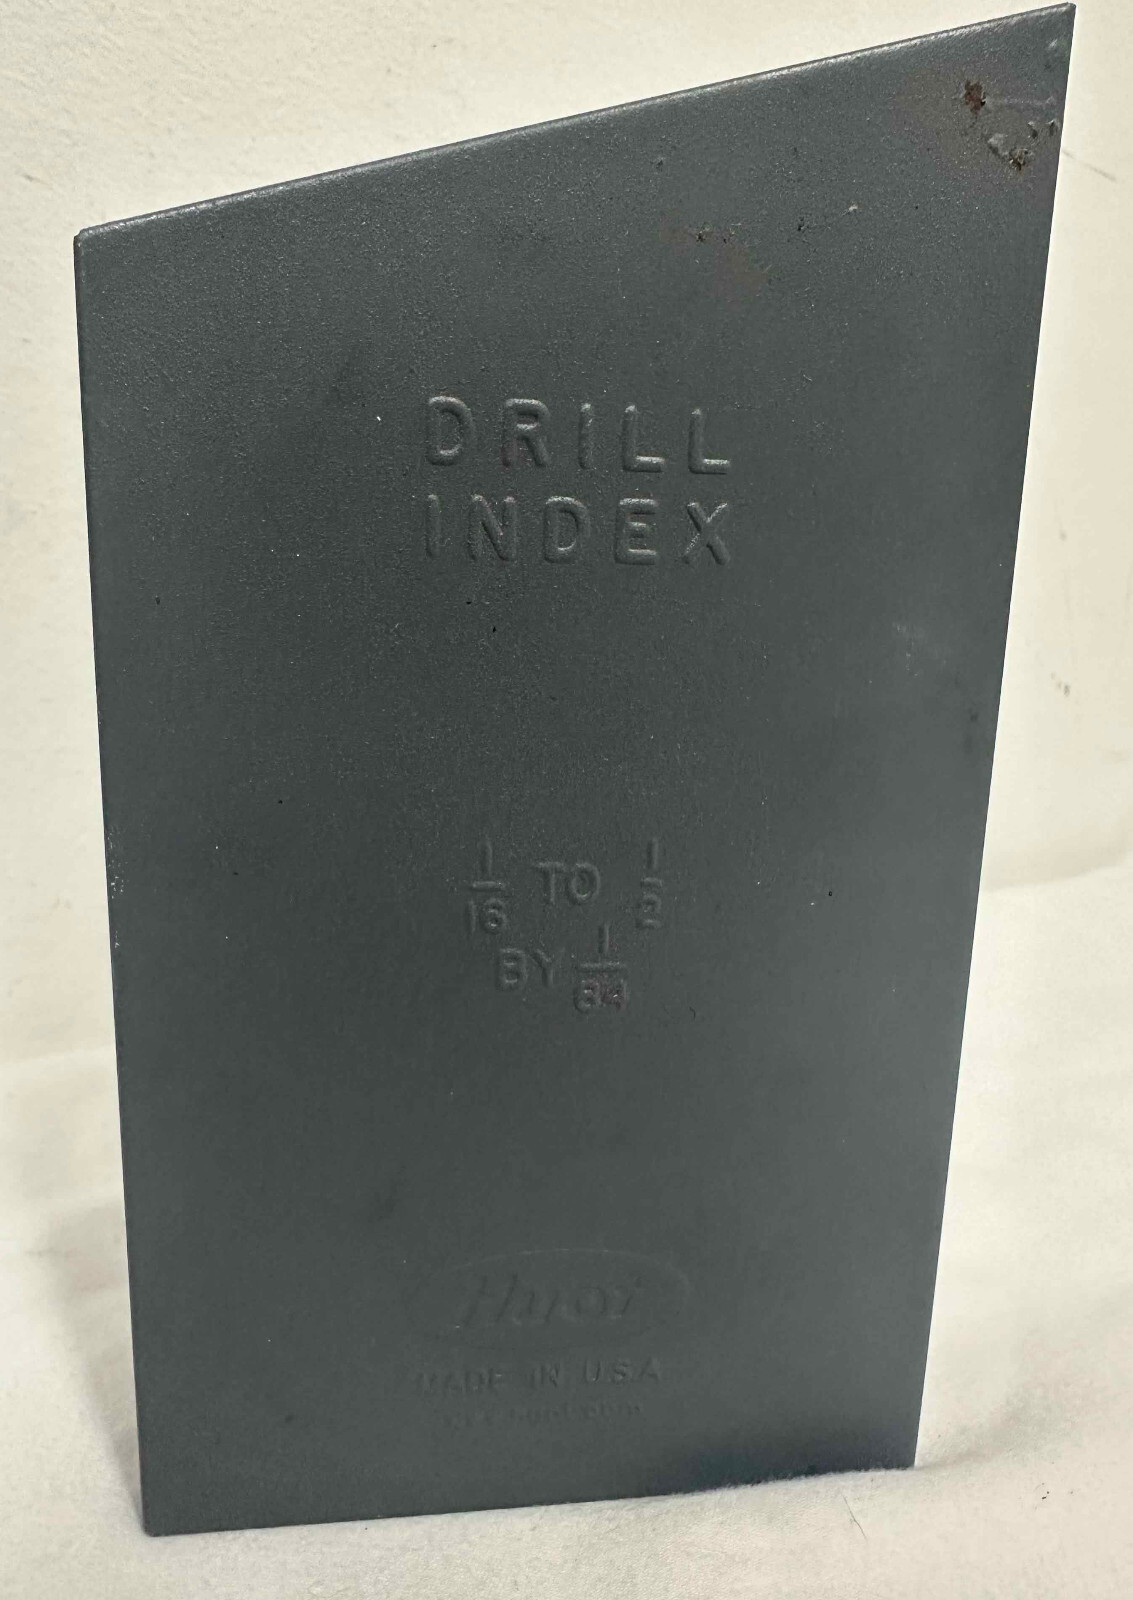 DRILL
INDEX
1/16 TO 1/2
BY 1/64
Huot
MADE IN U.S.A